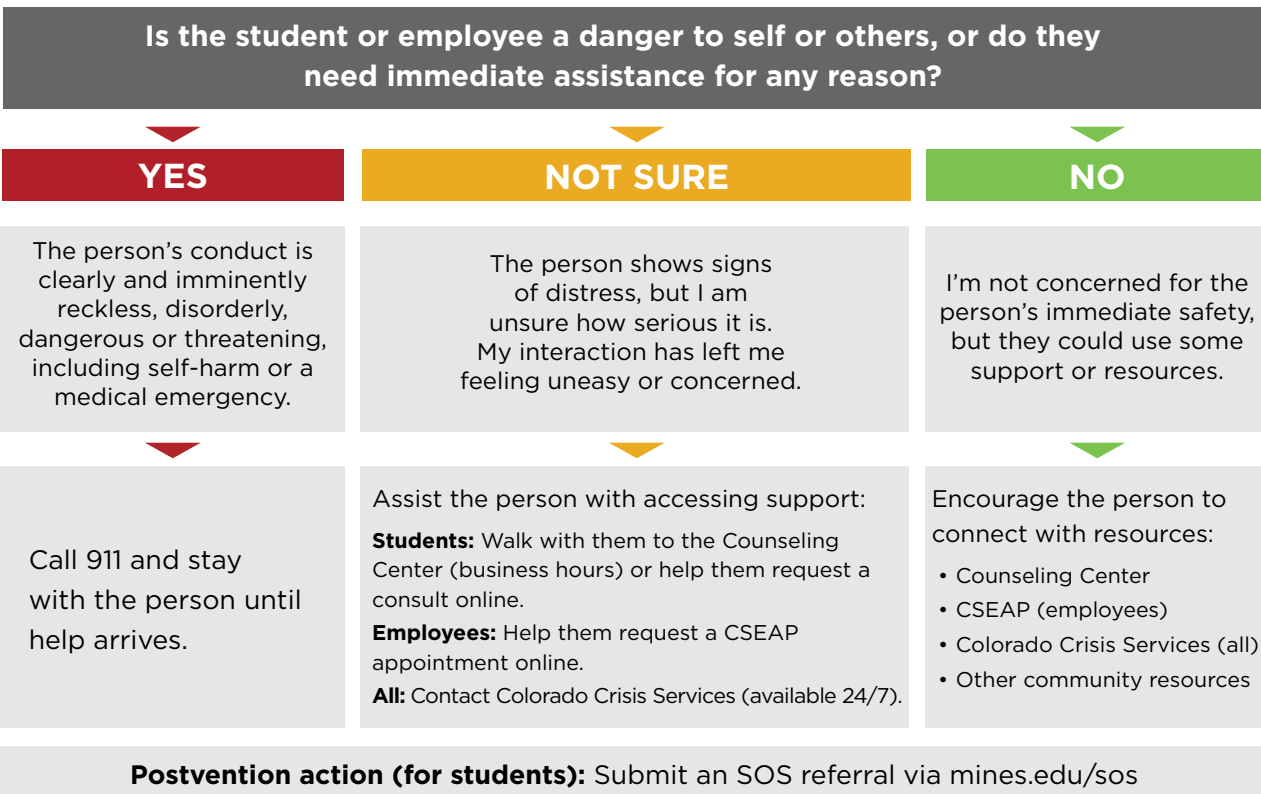 Is the student or employee a danger to self or others, or do they
need immediate assistance for any reason?
YES
The person’s conduct is
clearly and imminently
reckless, disorderly,
dangerous or threatening,
including self-harm or a
medical emergency.
Call 911 and stay
with the person until
help arrives.
NOT SURE
The person shows signs
of distress, but I am
unsure how serious it is.
My interaction has left me
feeling uneasy or concerned.
Assist the person with accessing support:
Students: Walk with them to the Counseling
Center (business hours) or help them request a
consult online.
Employees: Help them request a CSEAP
appointment online.
All: Contact Colorado Crisis Services (available 24/7).
NO
I’m not concerned for the
person’s immediate safety,
but they could use some
support or resources.
Encourage the person to
connect with resources:
• Counseling Center
• CSEAP (employees)
• Colorado Crisis Services (all)
• Other community resources
Postvention action (for students): Submit an SOS referral via mines.edu/sos